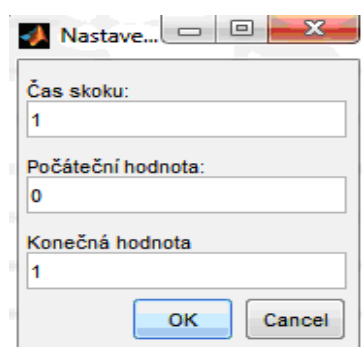 Nastave...
Čas skoku:
1
Počáteční hodnota:
0
Konečná hodnota
1
OK Cancel